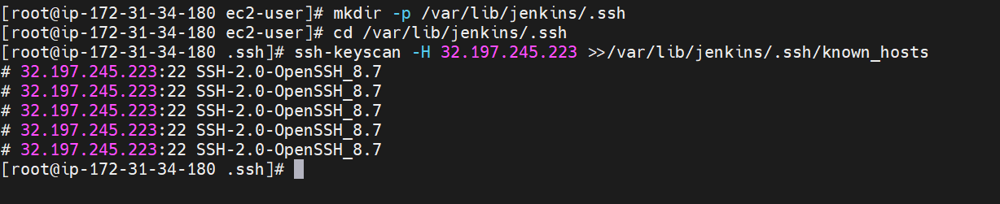 [root@ip-172-31-34-180 ec2-user]# mkdir -p /var/lib/jenkins/.ssh
[root@ip-172-31-34-180 ec2-user]# cd /var/lib/jenkins/.ssh
[root@ip-172-31-34-180 .ssh]# ssh-keyscan -H 32.197.245.223 >>/var/lib/jenkins/.ssh/known_hosts
# 32.197.245.223:22 SSH-2.0-OpenSSH_8.7
# 32.197.245.223:22 SSH-2.0-OpenSSH_8.7
# 32.197.245.223:22 SSH-2.0-OpenSSH_8.7
# 32.197.245.223:22 SSH-2.0-OpenSSH_8.7
# 32.197.245.223:22 SSH-2.0-OpenSSH_8.7
[root@ip-172-31-34-180 .ssh]#